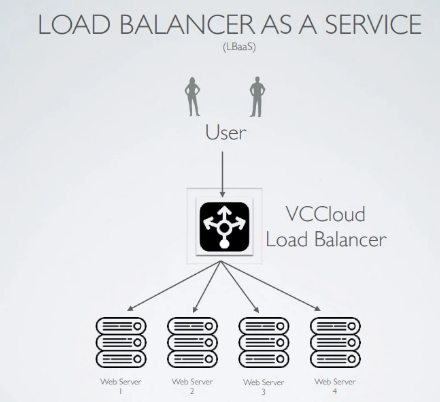 LOAD BALANCER AS A SERVICE
(LBaaS)
User
VCCloud
Load Balancer
Web Server
1
Web Server
2
Web Server
3
Web Server
4